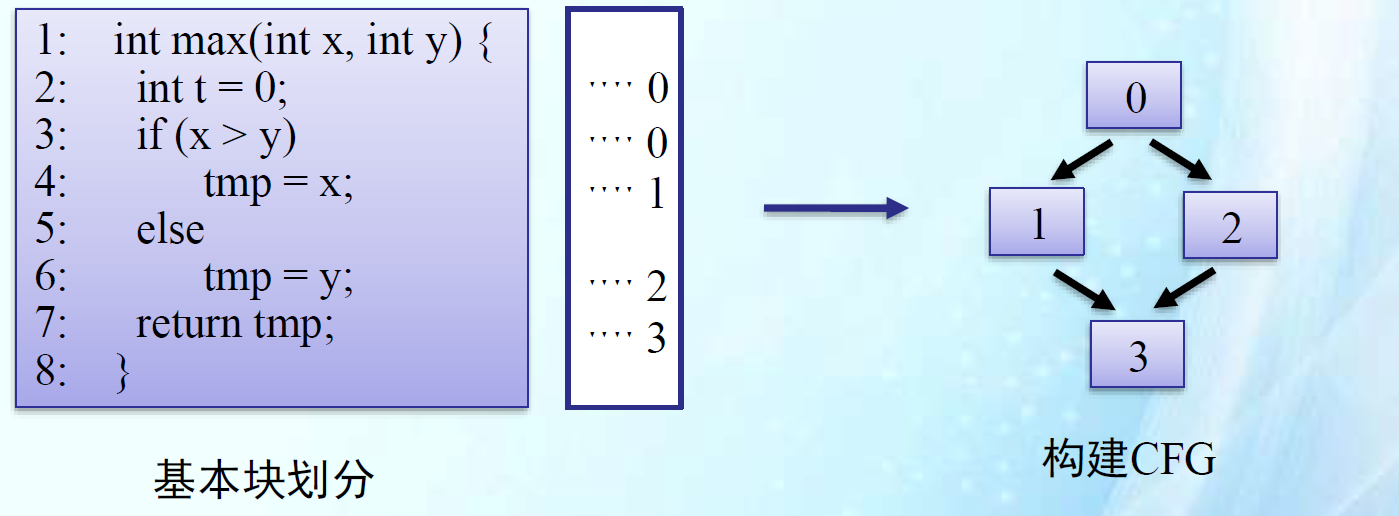 1: int max(int x, int y) {
2: int t = 0;
3: if (x > y)
4: tmp = x;
5: else
6: tmp = y;
7: return tmp;
8: }
···· 0
···· 0
···· 1
···· 2
···· 3
0
1
2
3
基本块划分
构建CFG